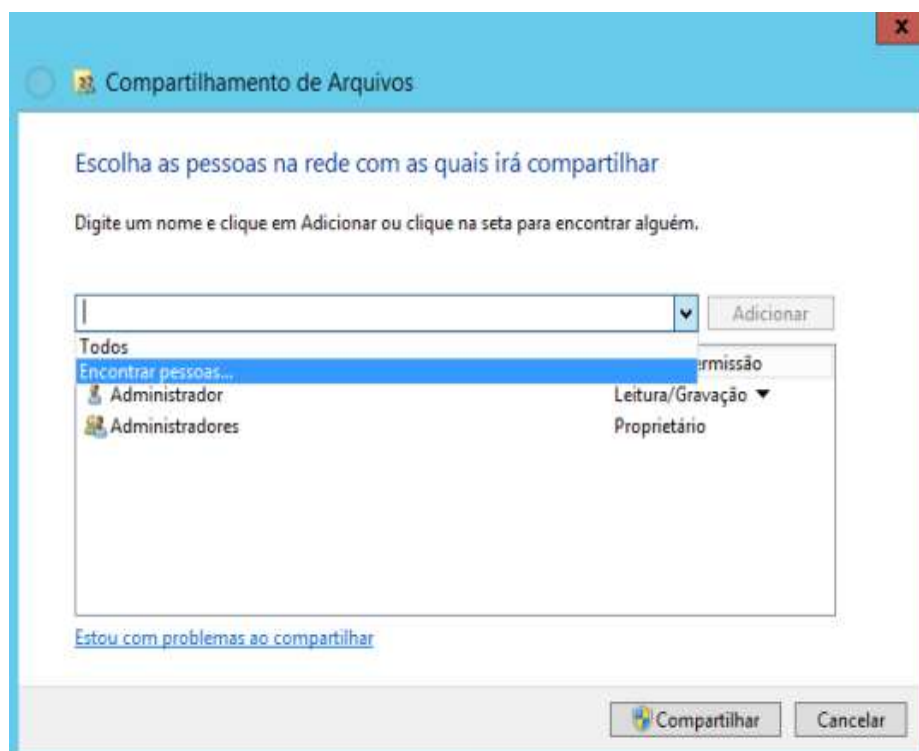 x
Compartilhamento de Arquivos
Escolha as pessoas na rede com as quais irá compartilhar
Digite um nome e clique em Adicionar ou clique na seta para encontrar alguém.
Adicionar
Todos
Encontrar pessoas...
ermissão
Administrador Leitura/Gravação
Administradores Proprietário
Estou com problemas ao compartilhar
Compartilhar Cancelar